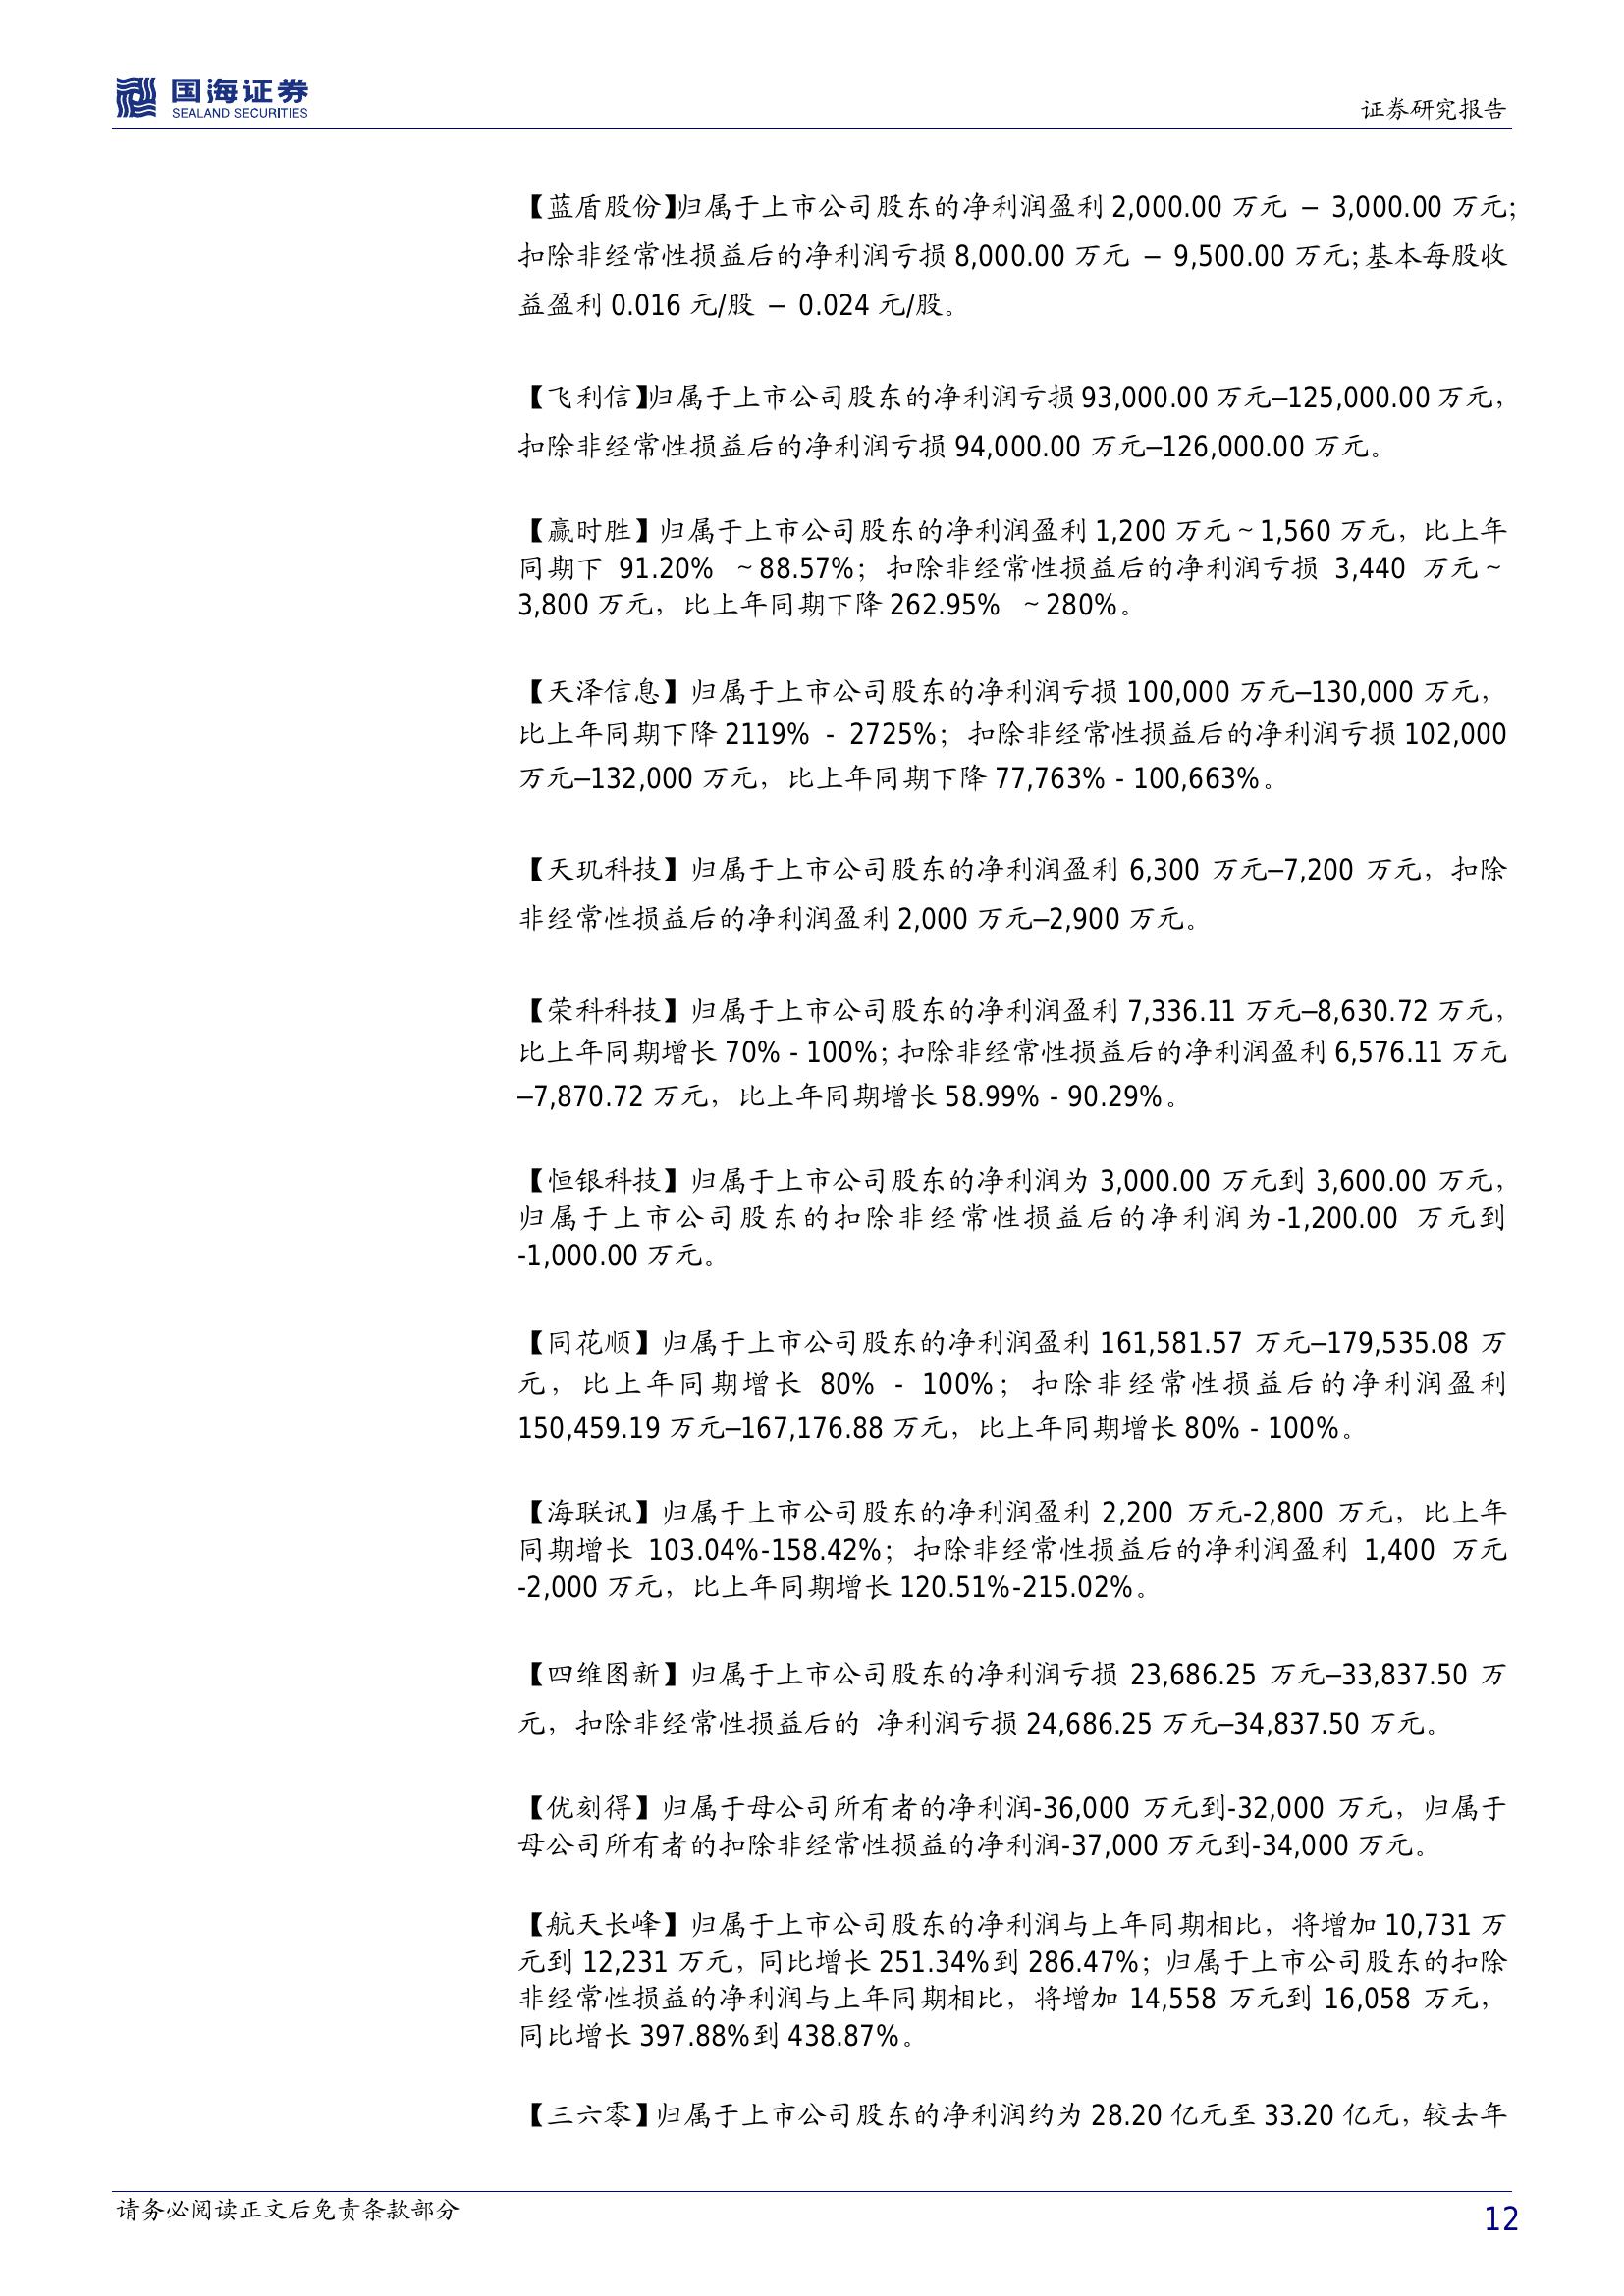 国海证券
SEALAND SECURITIES
证券研究报告
【蓝盾股份】归属于上市公司股东的净利润盈利 2,000.00 万元 – 3,000.00 万元;
扣除非经常性损益后的净利润亏损 8,000.00 万元 – 9,500.00 万元; 基本每股收
益盈利 0.016 元/股 – 0.024 元/股。
【飞利信】归属于上市公司股东的净利润亏损 93,000.00 万元–125,000.00 万元，
扣除非经常性损益后的净利润亏损 94,000.00 万元–126,000.00 万元。
【赢时胜】归属于上市公司股东的净利润盈利 1,200 万元～1,560 万元，比上年
同期下 91.20% ～88.57%；扣除非经常性损益后的净利润亏损 3,440 万元～
3,800 万元，比上年同期下降 262.95% ～280%。
【天泽信息】归属于上市公司股东的净利润亏损 100,000 万元–130,000 万元，
比上年同期下降 2119% - 2725%；扣除非经常性损益后的净利润亏损 102,000
万元–132,000 万元，比上年同期下降 77,763% - 100,663%。
【天玑科技】归属于上市公司股东的净利润盈利 6,300 万元–7,200 万元，扣除
非经常性损益后的净利润盈利 2,000 万元–2,900 万元。
【荣科科技】归属于上市公司股东的净利润盈利 7,336.11 万元–8,630.72 万元，
比上年同期增长 70% - 100%; 扣除非经常性损益后的净利润盈利 6,576.11 万元
–7,870.72 万元，比上年同期增长 58.99% - 90.29%。
【恒银科技】归属于上市公司股东的净利润为 3,000.00 万元到 3,600.00 万元，
归属于上市公司股东的扣除非经常性损益后的净利润为-1,200.00 万元到
-1,000.00 万元。
【同花顺】归属于上市公司股东的净利润盈利 161,581.57 万元–179,535.08 万
元，比上年同期增长 80% - 100%；扣除非经常性损益后的净利润盈利
150,459.19 万元–167,176.88 万元，比上年同期增长 80% - 100%。
【海联讯】归属于上市公司股东的净利润盈利 2,200 万元-2,800 万元，比上年
同期增长 103.04%-158.42%；扣除非经常性损益后的净利润盈利 1,400 万元
-2,000 万元，比上年同期增长 120.51%-215.02%。
【四维图新】归属于上市公司股东的净利润亏损 23,686.25 万元–33,837.50 万
元，扣除非经常性损益后的 净利润亏损 24,686.25 万元–34,837.50 万元。
【优刻得】归属于母公司所有者的净利润-36,000 万元到-32,000 万元，归属于
母公司所有者的扣除非经常性损益的净利润-37,000 万元到-34,000 万元。
【航天长峰】归属于上市公司股东的净利润与上年同期相比，将增加 10,731 万
元到 12,231 万元，同比增长 251.34%到 286.47%；归属于上市公司股东的扣除
非经常性损益的净利润与上年同期相比，将增加 14,558 万元到 16,058 万元，
同比增长 397.88%到 438.87%。
【三六零】归属于上市公司股东的净利润约为 28.20 亿元至 33.20 亿元，较去年
请务必阅读正文后免责条款部分
12